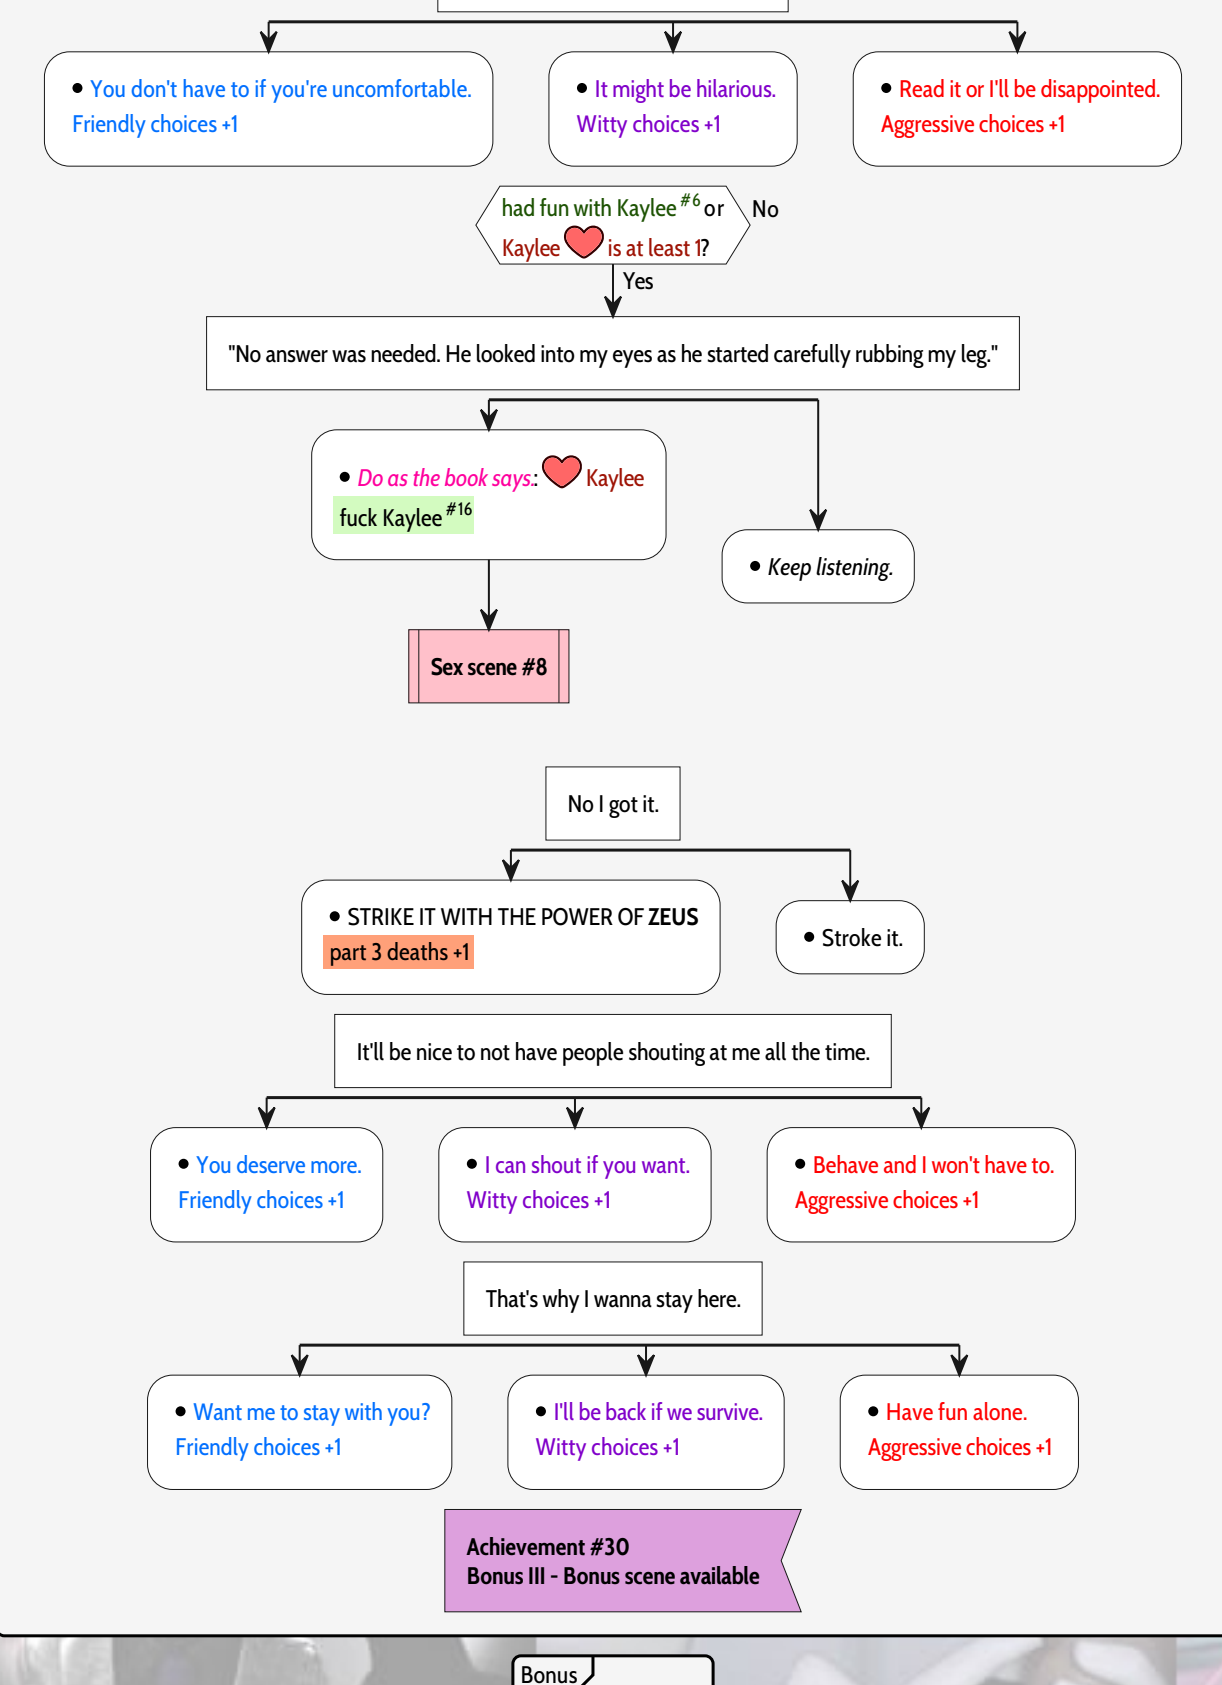 • You don't have to if you're uncomfortable.
Friendly choices +1
• It might be hilarious.
Witty choices +1
• Read it or I'll be disappointed.
Aggressive choices +1
had fun with Kaylee #6 or
Kaylee is at least 1?
No
Yes
"No answer was needed. He looked into my eyes as he started carefully rubbing my leg."
• Do as the book says.: Kaylee
fuck Kaylee #16
• Keep listening.
Sex scene #8
No I got it.
• STRIKE IT WITH THE POWER OF ZEUS
part 3 deaths +1
• Stroke it.
It'll be nice to not have people shouting at me all the time.
• You deserve more.
Friendly choices +1
• I can shout if you want.
Witty choices +1
• Behave and I won't have to.
Aggressive choices +1
That's why I wanna stay here.
• Want me to stay with you?
Friendly choices +1
• I'll be back if we survive.
Witty choices +1
• Have fun alone.
Aggressive choices +1
Achievement #30
Bonus III - Bonus scene available
Bonus